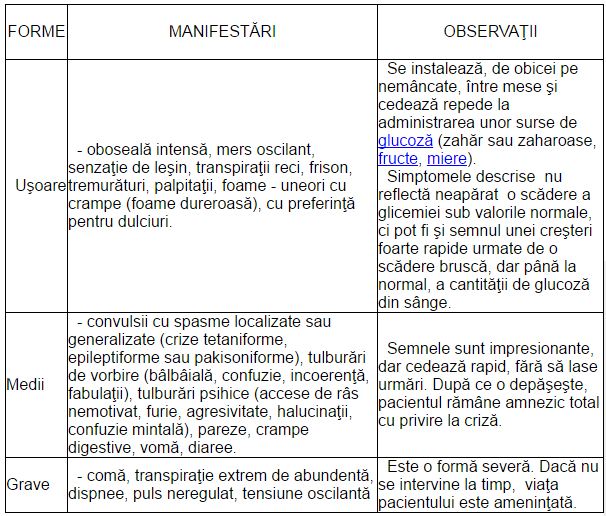 FORME
MANIFESTĂRI
OBSERVAŢII
Uşoare
- oboseală intensă, mers oscilant,
senzaţie de leşin, transpiraţii reci, frison,
tremurături, palpitaţii, foame - uneori cu
crampe (foame dureroasă), cu preferinţă
pentru dulciuri.
Se instalează, de obicei pe
nemâncate, între mese şi
cedează repede la
administrarea unor surse de
glucoză (zahăr sau zaharoase,
fructe, miere).
Simptomele descrise nu
reflectă neapărat o scădere a
glicemiei sub valorile normale,
ci pot fi şi semnul unei creşteri
foarte rapide urmate de o
scădere bruscă, dar până la
normal, a cantităţii de glucoză
din sânge.
Medii
- convulsii cu spasme localizate sau
generalizate (crize tetaniforme,
epileptiforme sau pakisoniforme), tulburări
de vorbire (bâlbâială, confuzie, incoerenţă,
fabulaţii), tulburări psihice (accese de râs
nemotivat, furie, agresivitate, halucinaţii,
confuzie mintală), pareze, crampe
digestive, vomă, diaree.
Semnele sunt impresionante,
dar cedează rapid, fără să lase
urmări. După ce o depăşeşte,
pacientul rămâne amnezic total
cu privire la criză.
Grave
- comă, transpiraţie extrem de abundentă,
dispnee, puls neregulat, tensiune oscilantă
Este o formă severă. Dacă nu
se intervine la timp, viaţa
pacientului este ameninţată.